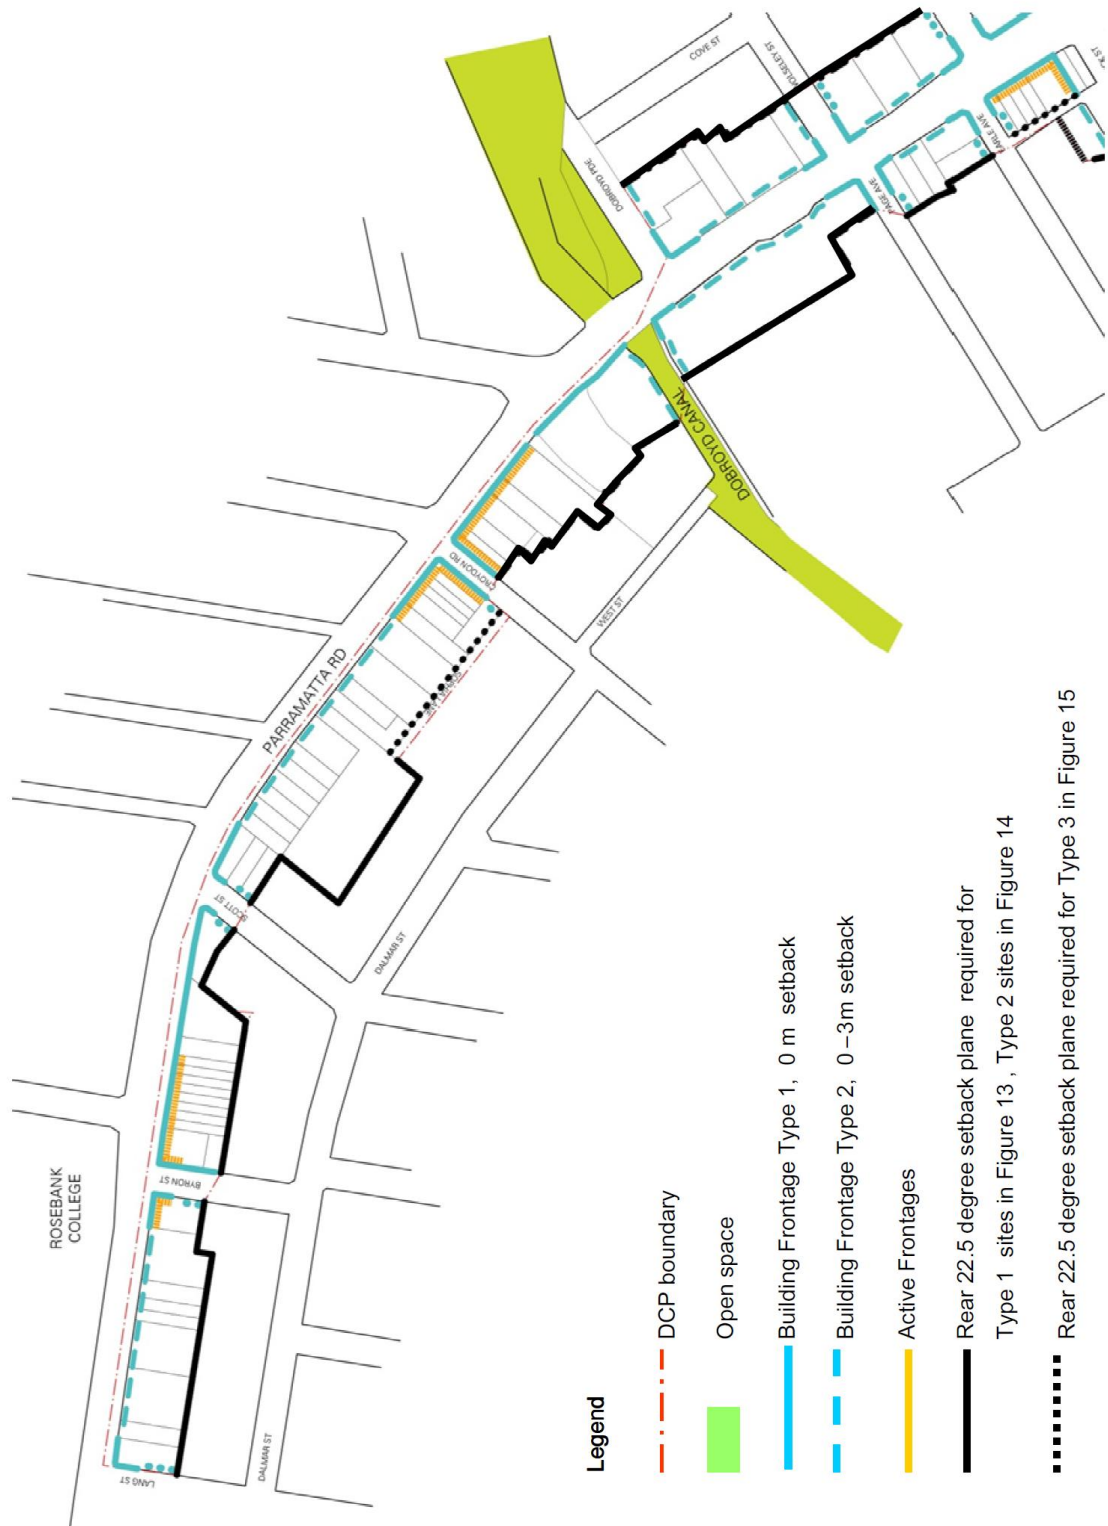 ROSEBANK
COLLEGE
PARRAMATTA RD
LANG ST
DALMAR ST
BYRON ST
SCOTT ST
DALMAR ST
CROYDON RD
WEST ST
DOBROYD CANAL
DOBROYD PDE
COVE ST
PAGE AVE
Legend
DCP boundary
Open space
Building Frontage Type 1, 0 m setback
Building Frontage Type 2, 0 –3m setback
Active Frontages
Rear 22.5 degree setback plane required for
Type 1 sites in Figure 13 , Type 2 sites in Figure 14
Rear 22.5 degree setback plane required for Type 3 in Figure 15